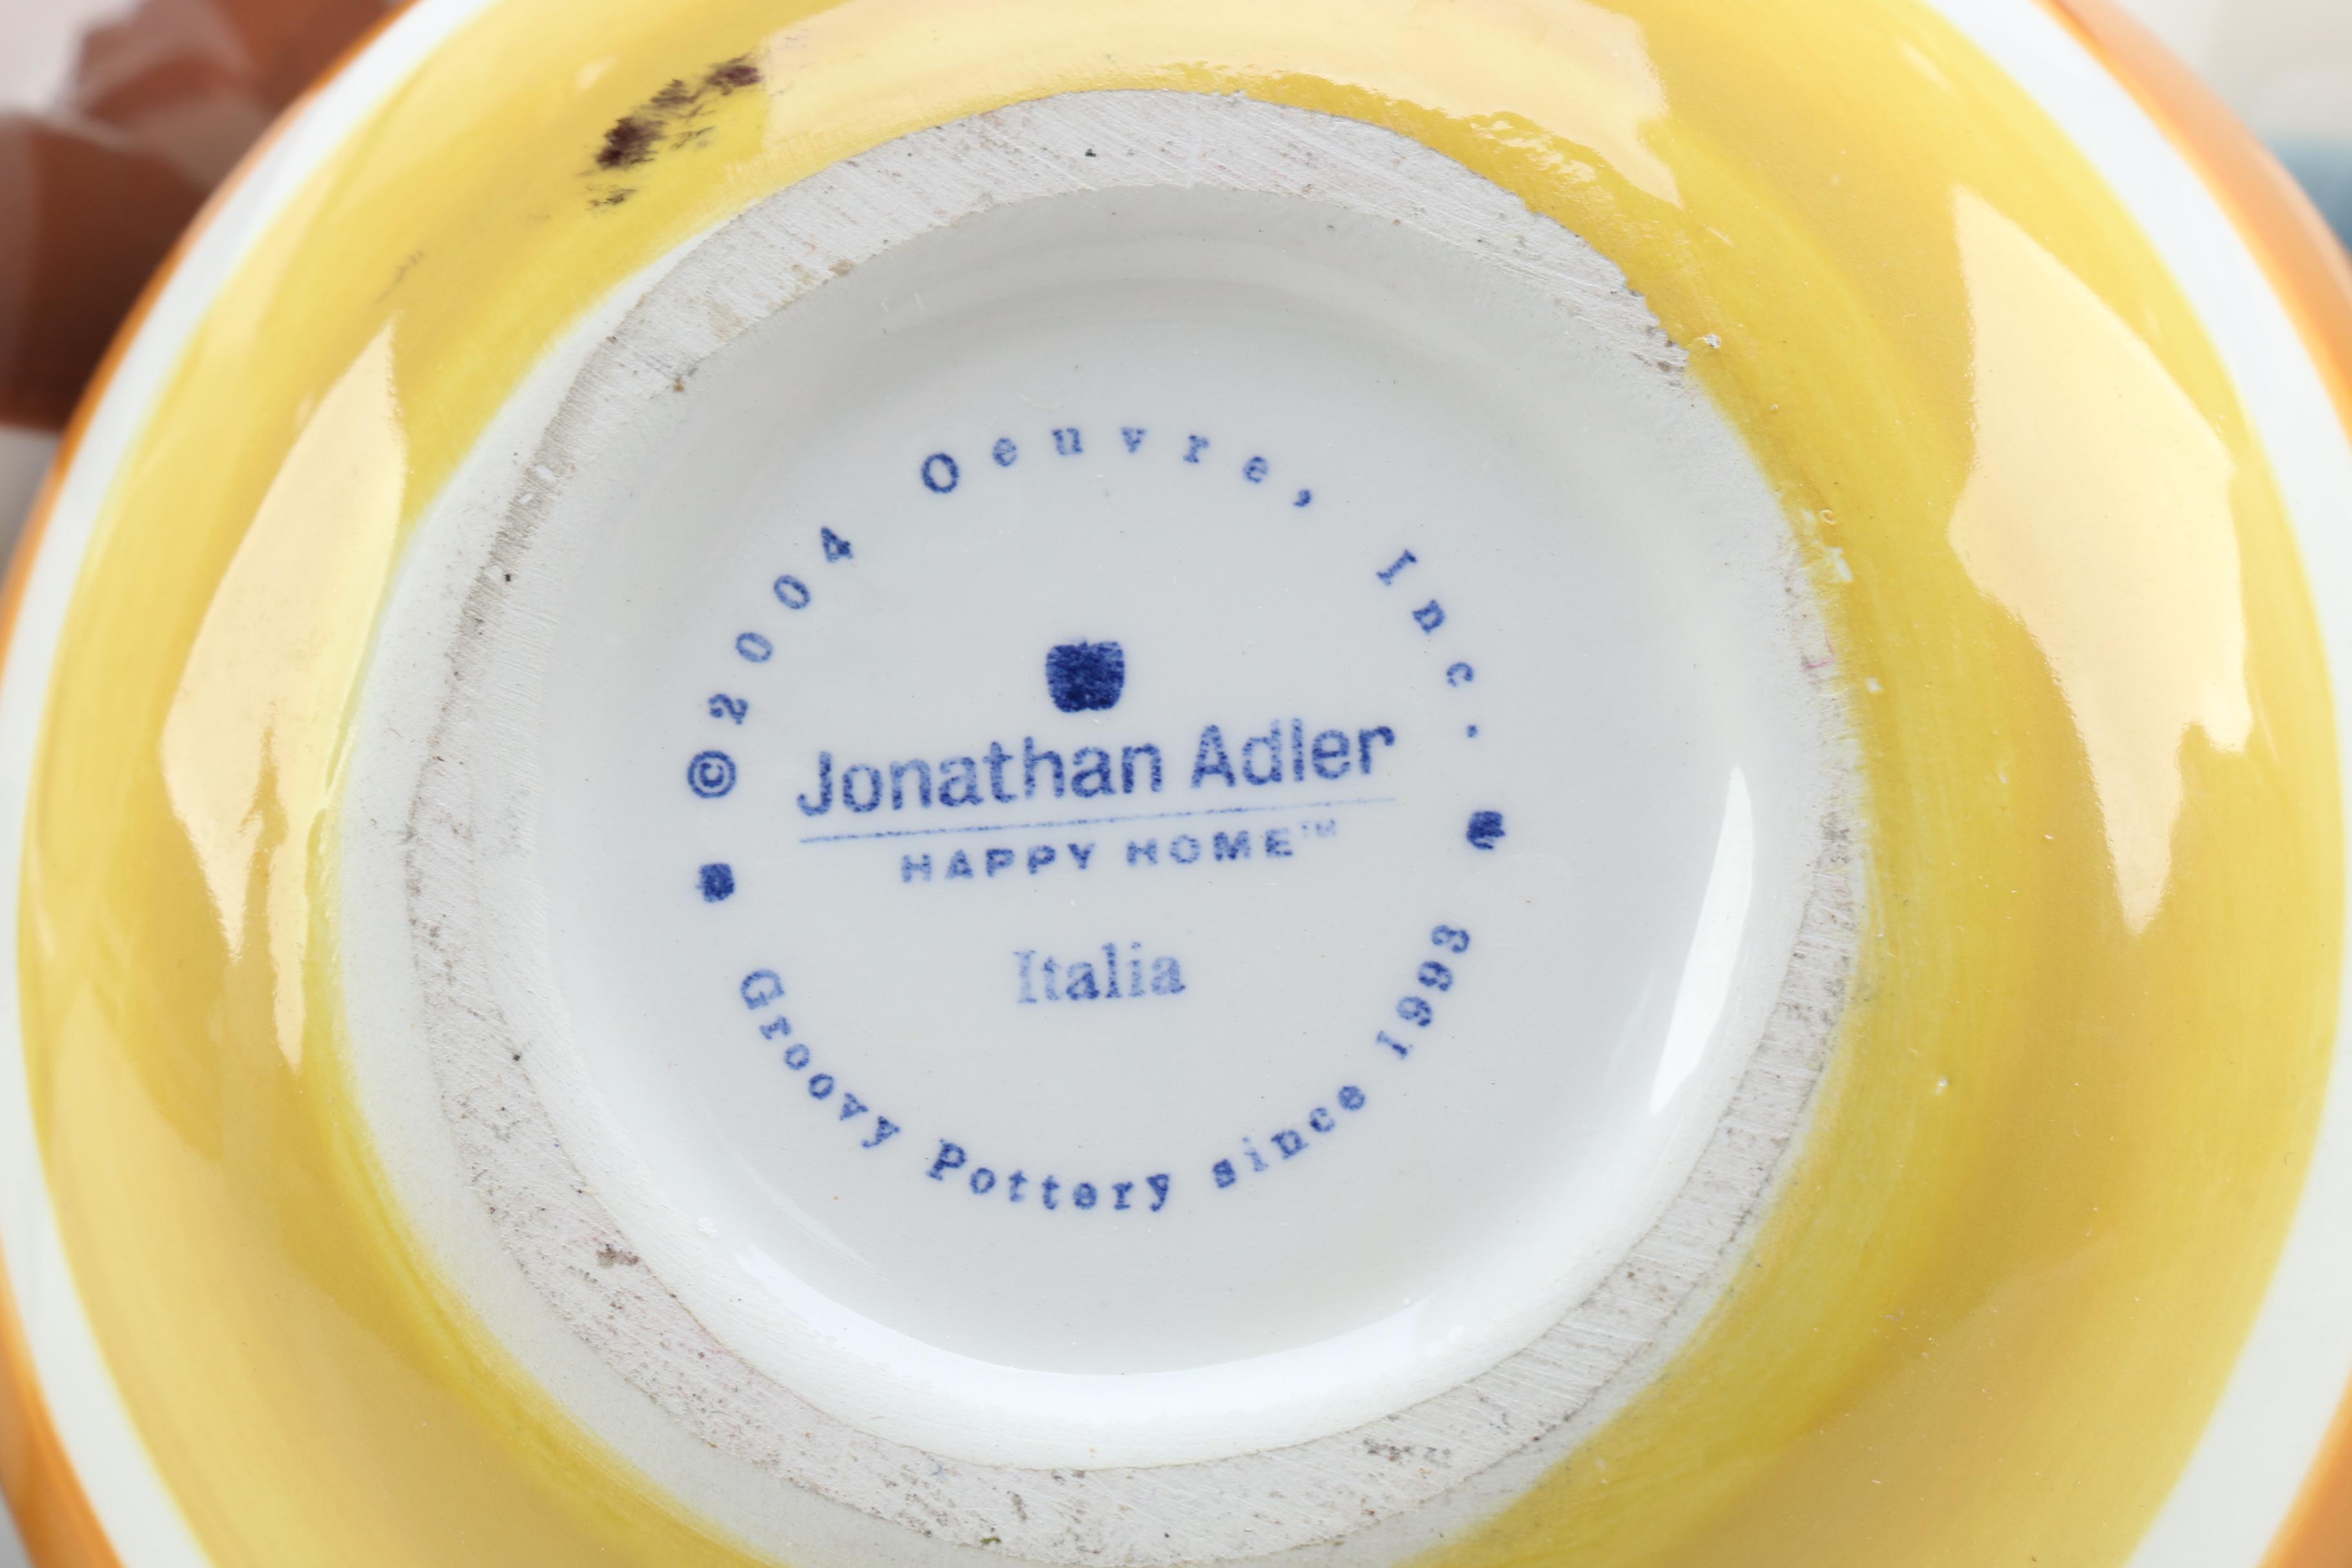 ©2004 Oeuvre, Inc.
Jonathan Adler
HAPPY HOME™
Italia
Groovy Pottery since 1993